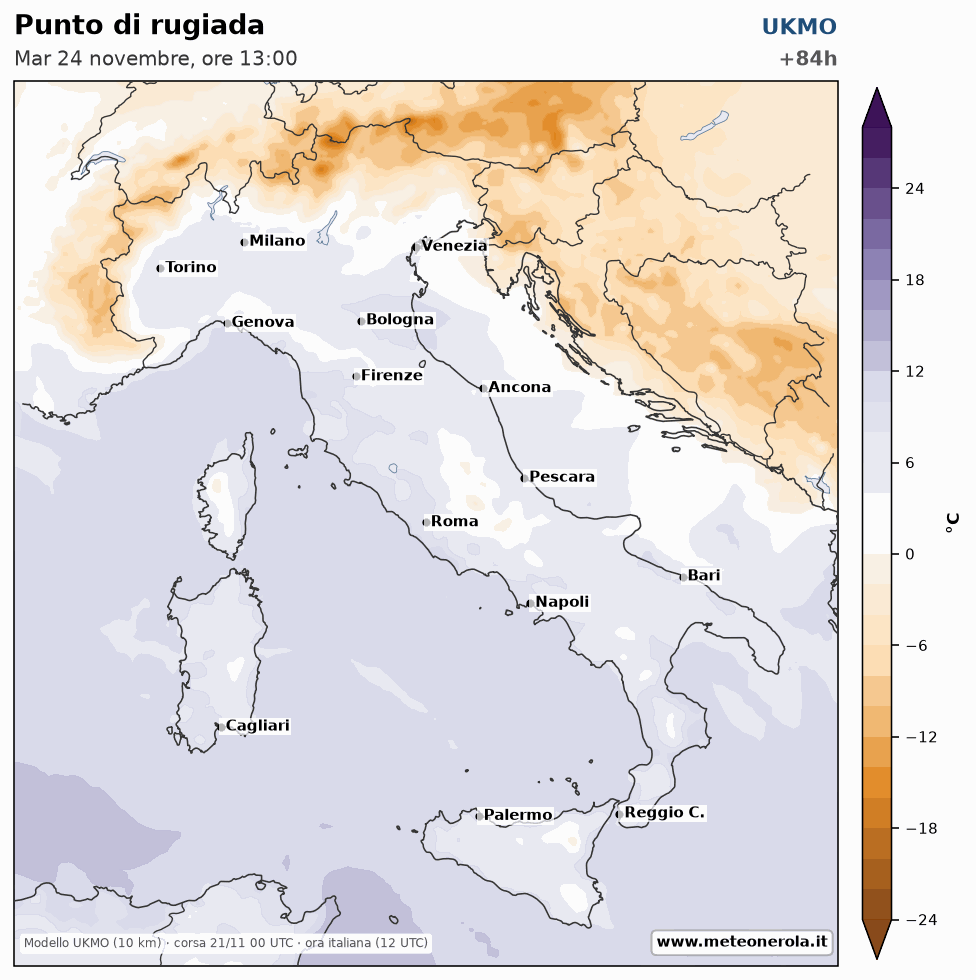 Punto di rugiada
UKMO
Mar 24 novembre, ore 13:00
+84h
Milano
Venezia
Torino
Genova
Bologna
Firenze
Ancona
Pescara
Roma
Bari
Napoli
Cagliari
Palermo
Reggio C.
24
18
12
6
0
−6
−12
−18
−24
°C
Modello UKMO (10 km) · corsa 21/11 00 UTC · ora italiana (12 UTC)
www.meteonerola.it